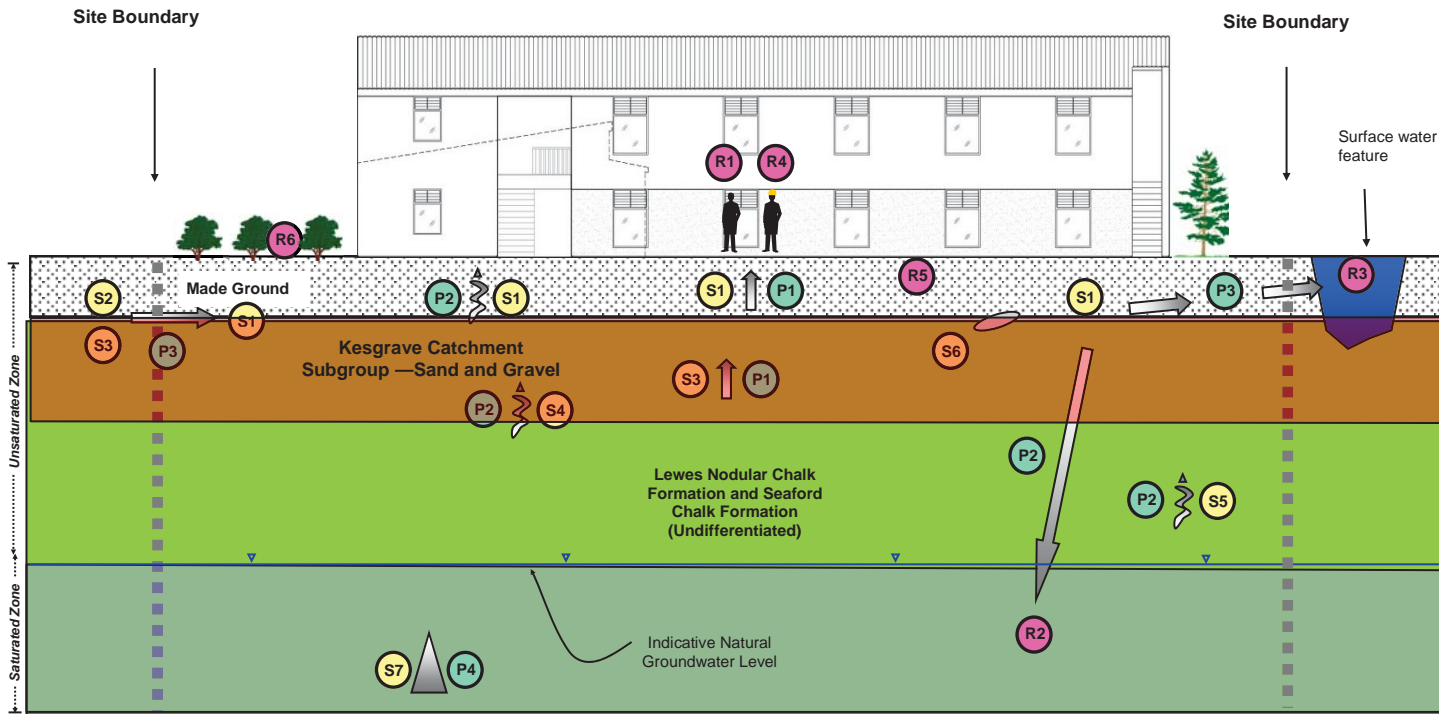 Site Boundary
Site Boundary
Surface water
feature
R1
R4
R6
R3
Made Ground
S2
P2
S1
S1
P1
R5
S1
P3
S1
S3
P3
Kesgrave Catchment
Subgroup —Sand and Gravel
S6
S3
P1
P2
S4
Unsaturated Zone
P2
Lewes Nodular Chalk
Formation and Seaford
Chalk Formation
(Undifferentiated)
P2
S5
Saturated Zone
R2
Indicative Natural
Groundwater Level
S7
P4